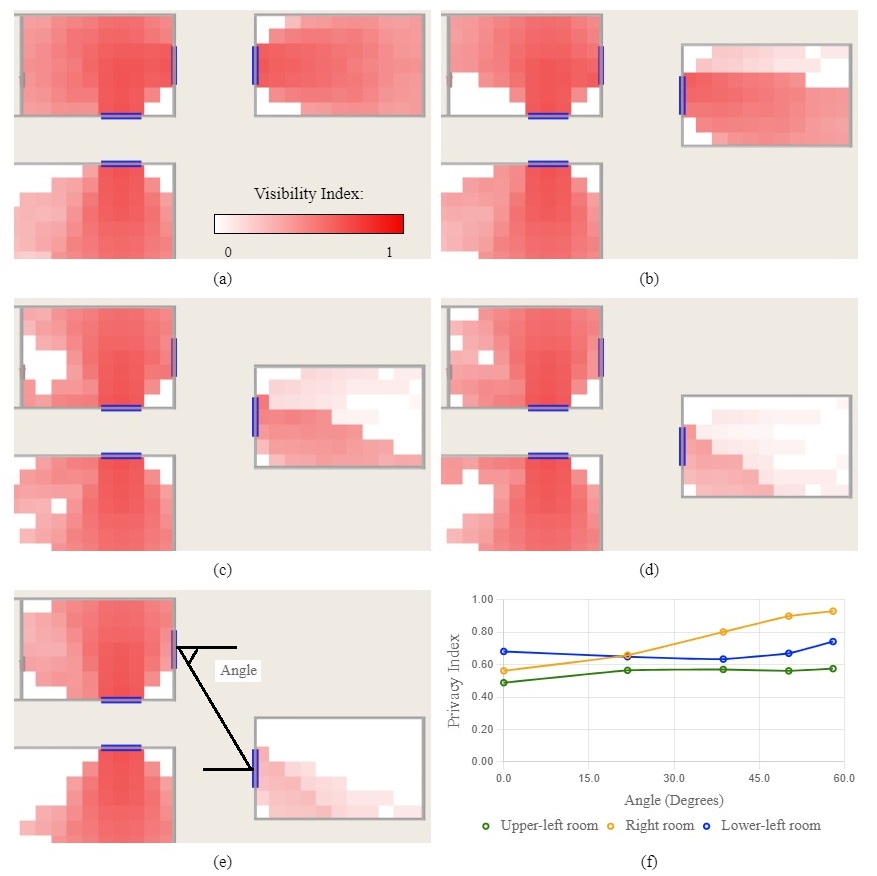 Visibility Index:
0 1
(a) (b)
(c) (d)
Angle
(e)
Privacy Index
1.00
0.80
0.60
0.40
0.20
0.00
0.0 15.0 30.0 45.0 60.0
Angle (Degrees)
Upper-left room Right room Lower-left room
(f)